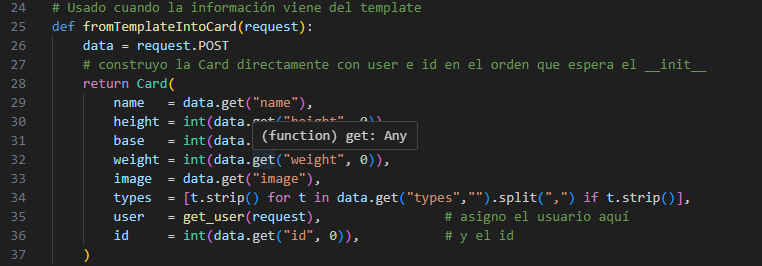 24 # Usado cuando la información viene del template
25 def fromTemplateIntoCard(request):
26 data = request.POST
27 # construyo la Card directamente con user e id en el orden que espera el __init__
28 return Card(
29 name = data.get("name"),
30 height = int(data.get("height", 0)),
(function) get: Any
31 base = int(data.
32 weight = int(data.get("weight", 0)),
33 image = data.get("image"),
34 types = [t.strip() for t in data.get("types","").split(",") if t.strip()],
35 user = get_user(request), # asigno el usuario aquí
36 id = int(data.get("id", 0)), # y el id
37 )